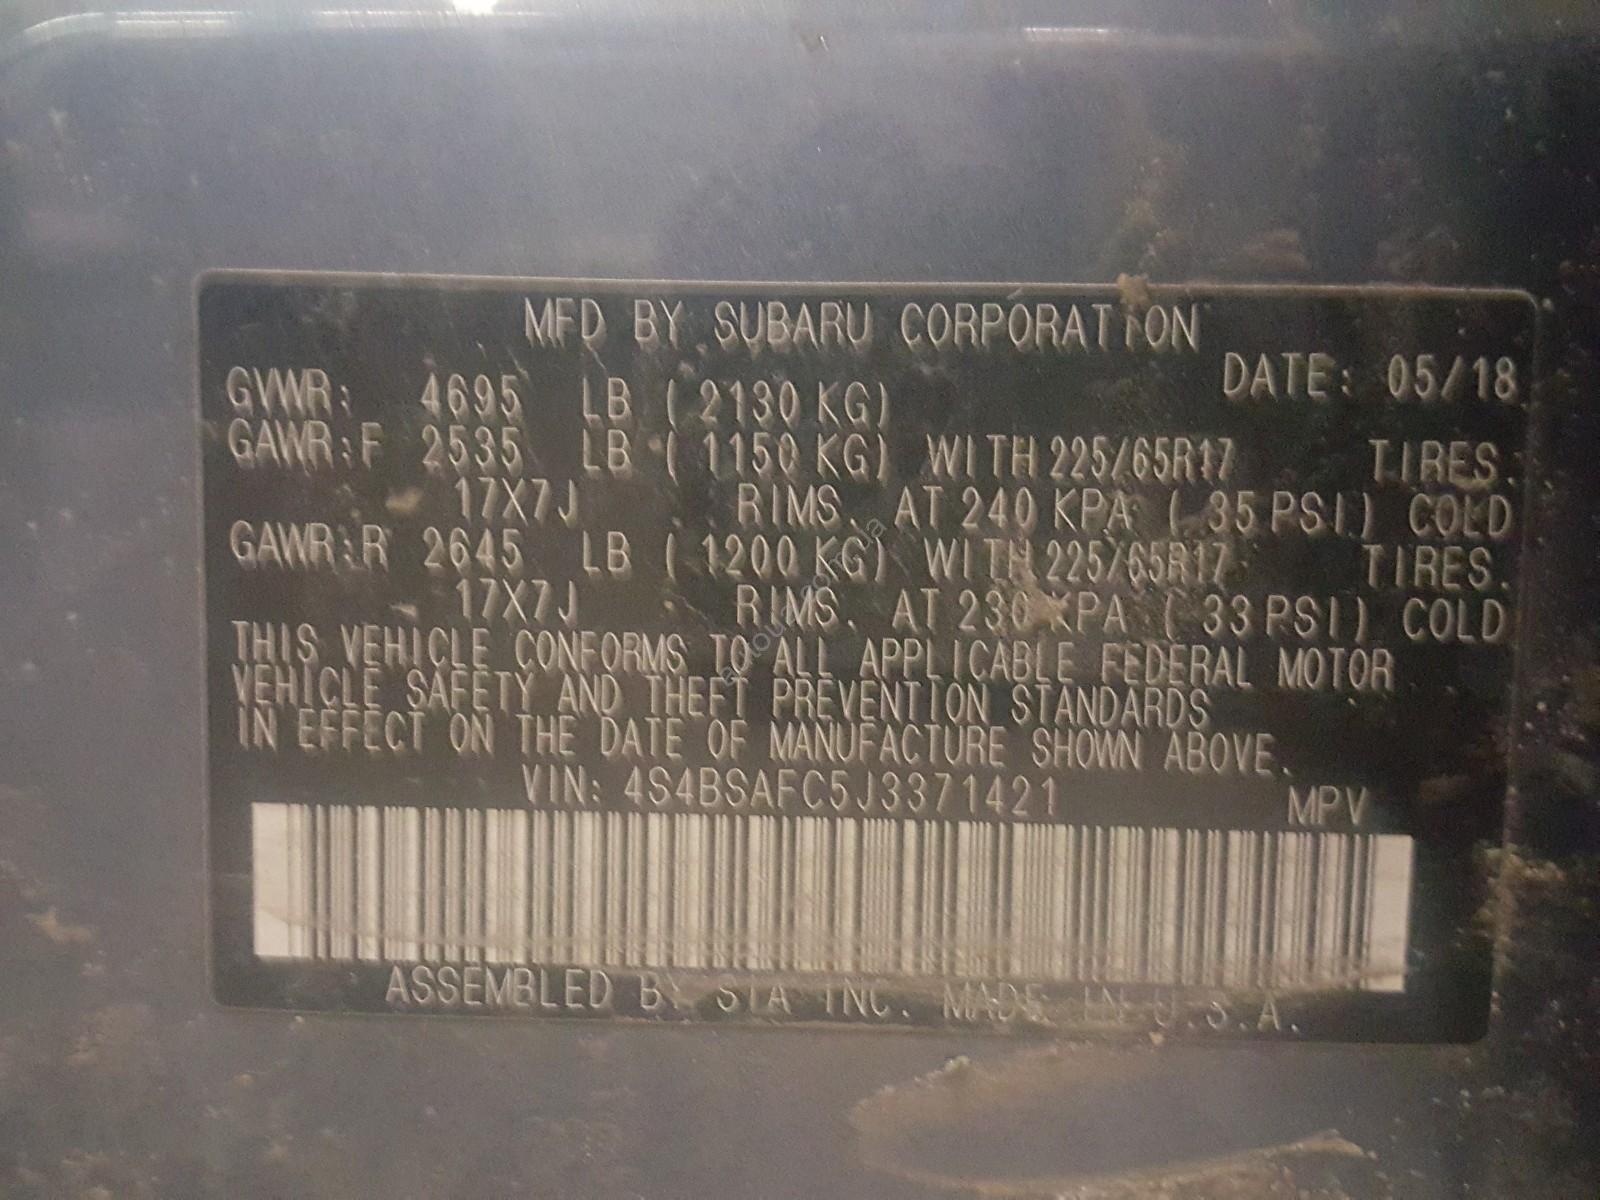 MFD BY SUBARU CORPORATION
DATE: 05/18
GVWR: 4695 LB (2130 KG)
GAWR:F 2535 LB (1150 KG) WITH 225/65R17 TIRES.
17X7J RIMS. AT 240 KPA (35 PSI) COLD
GAWR:R 2645 LB (1200 KG) WITH 225/65R17 TIRES.
17X7J RIMS. AT 230 KPA (33 PSI) COLD
THIS VEHICLE CONFORMS TO ALL APPLICABLE FEDERAL MOTOR
VEHICLE SAFETY AND THEFT PREVENTION STANDARDS
IN EFFECT ON THE DATE OF MANUFACTURE SHOWN ABOVE.
VIN: 4S4BSAFC5J3371421 MPV
ASSEMBLED BY SIA INC. MADE IN U.S.A.